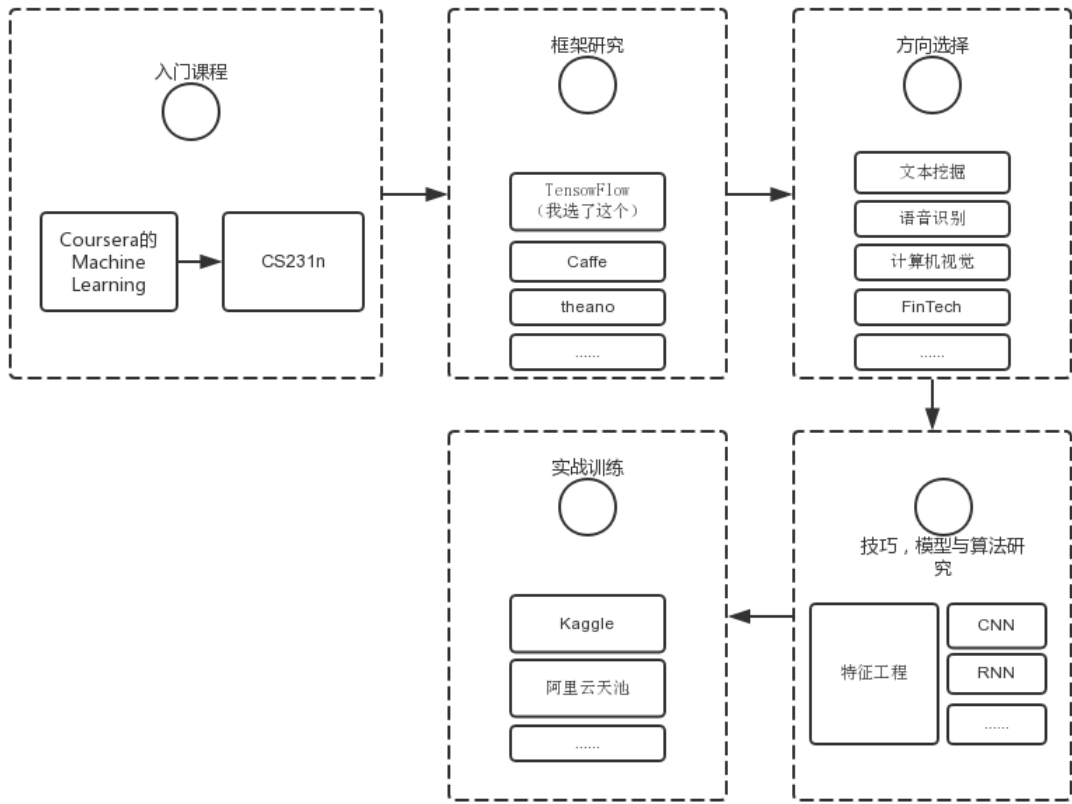 入门课程
Coursera的
Machine
Learning
CS231n
框架研究
TensowFlow
（我选了这个）
Caffe
theano
......
方向选择
文本挖掘
语音识别
计算机视觉
FinTech
......
技巧，模型与算法研
究
特征工程
CNN
RNN
......
实战训练
Kaggle
阿里云天池
......